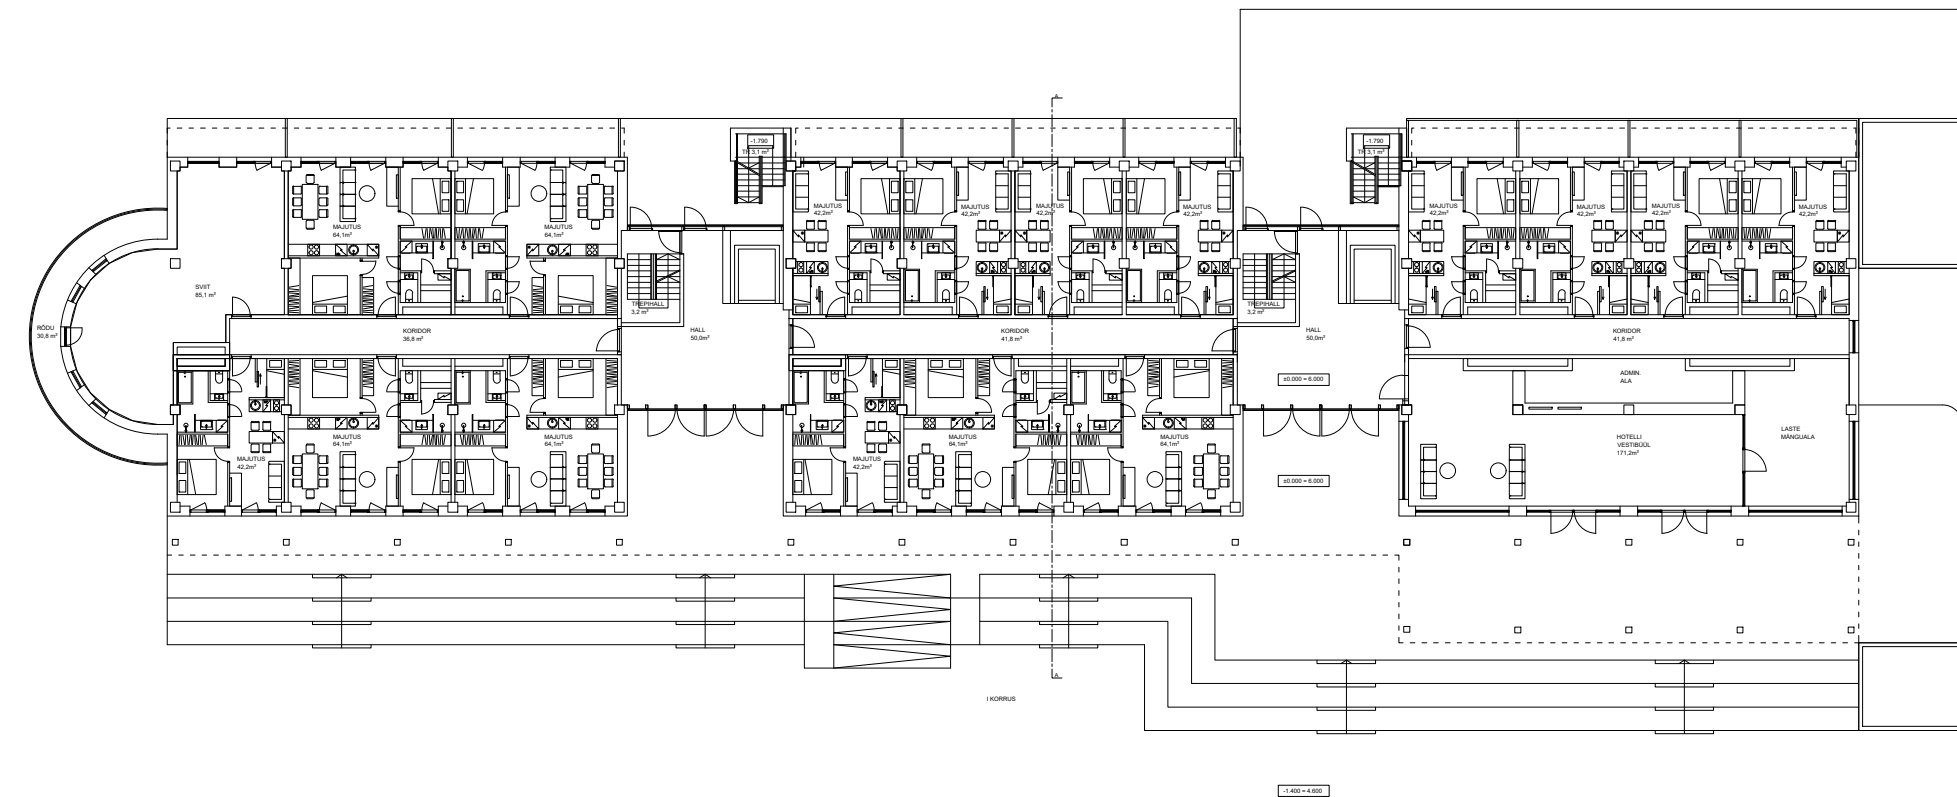 A
-1.790
TH 3,1 m²
-1.790
TH 3,1 m²
MAJUTUS
64,1m²
MAJUTUS
64,1m²
MAJUTUS
42,2m²
MAJUTUS
42,2m²
MAJUTUS
42,2m²
MAJUTUS
42,2m²
MAJUTUS
42,2m²
MAJUTUS
42,2m²
MAJUTUS
42,2m²
MAJUTUS
42,2m²
SVIIT
85,1 m²
TREPIHALL
3,2 m²
TREPIHALL
3,2 m²
RÕDU
30,8 m²
KORIDOR
36,8 m²
HALL
50,0m²
KORIDOR
41,8 m²
HALL
50,0m²
KORIDOR
41,8 m²
±0.000 = 6.000
ADMIN.
ALA
MAJUTUS
42,2m²
MAJUTUS
64,1m²
MAJUTUS
64,1m²
MAJUTUS
42,2m²
MAJUTUS
64,1m²
MAJUTUS
64,1m²
HOTELLI
VESTIBÜÜL
171,2m²
LASTE
MÄNGUALA
±0.000 = 6.000
A
I KORRUS
-1.400 = 4.600